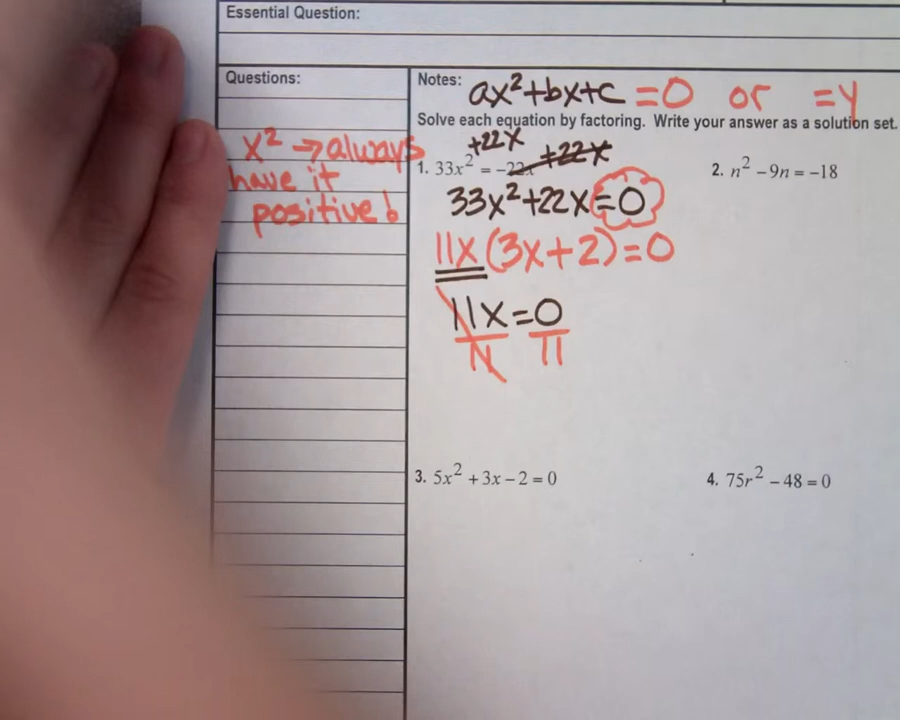 Essential Question:
Questions:
Notes: ax²+bx+c =0 or =y
Solve each equation by factoring. Write your answer as a solution set.
x² → always
have it
positive!
+22x +22x
1. 33x² = -22x
33x²+22x=0
11x(3x+2)=0
11x=0
11 11
2. n² - 9n = -18
3. 5x² + 3x - 2 = 0
4. 75r² - 48 = 0